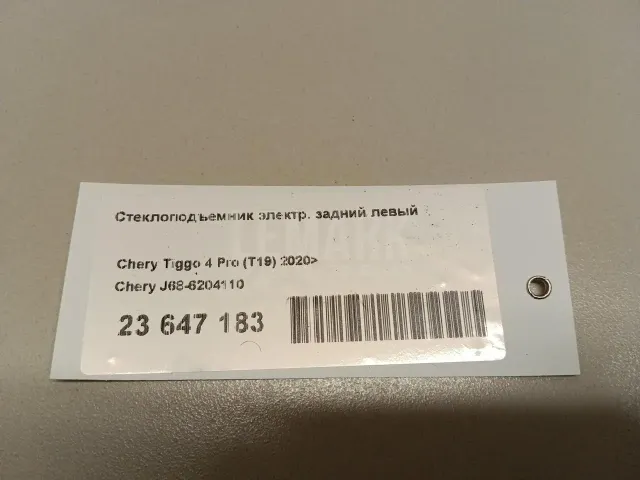 Стеклоподъемник электр. задний левый
Chery Tiggo 4 Pro (T19) 2020>
Chery J68-6204110
23 647 183